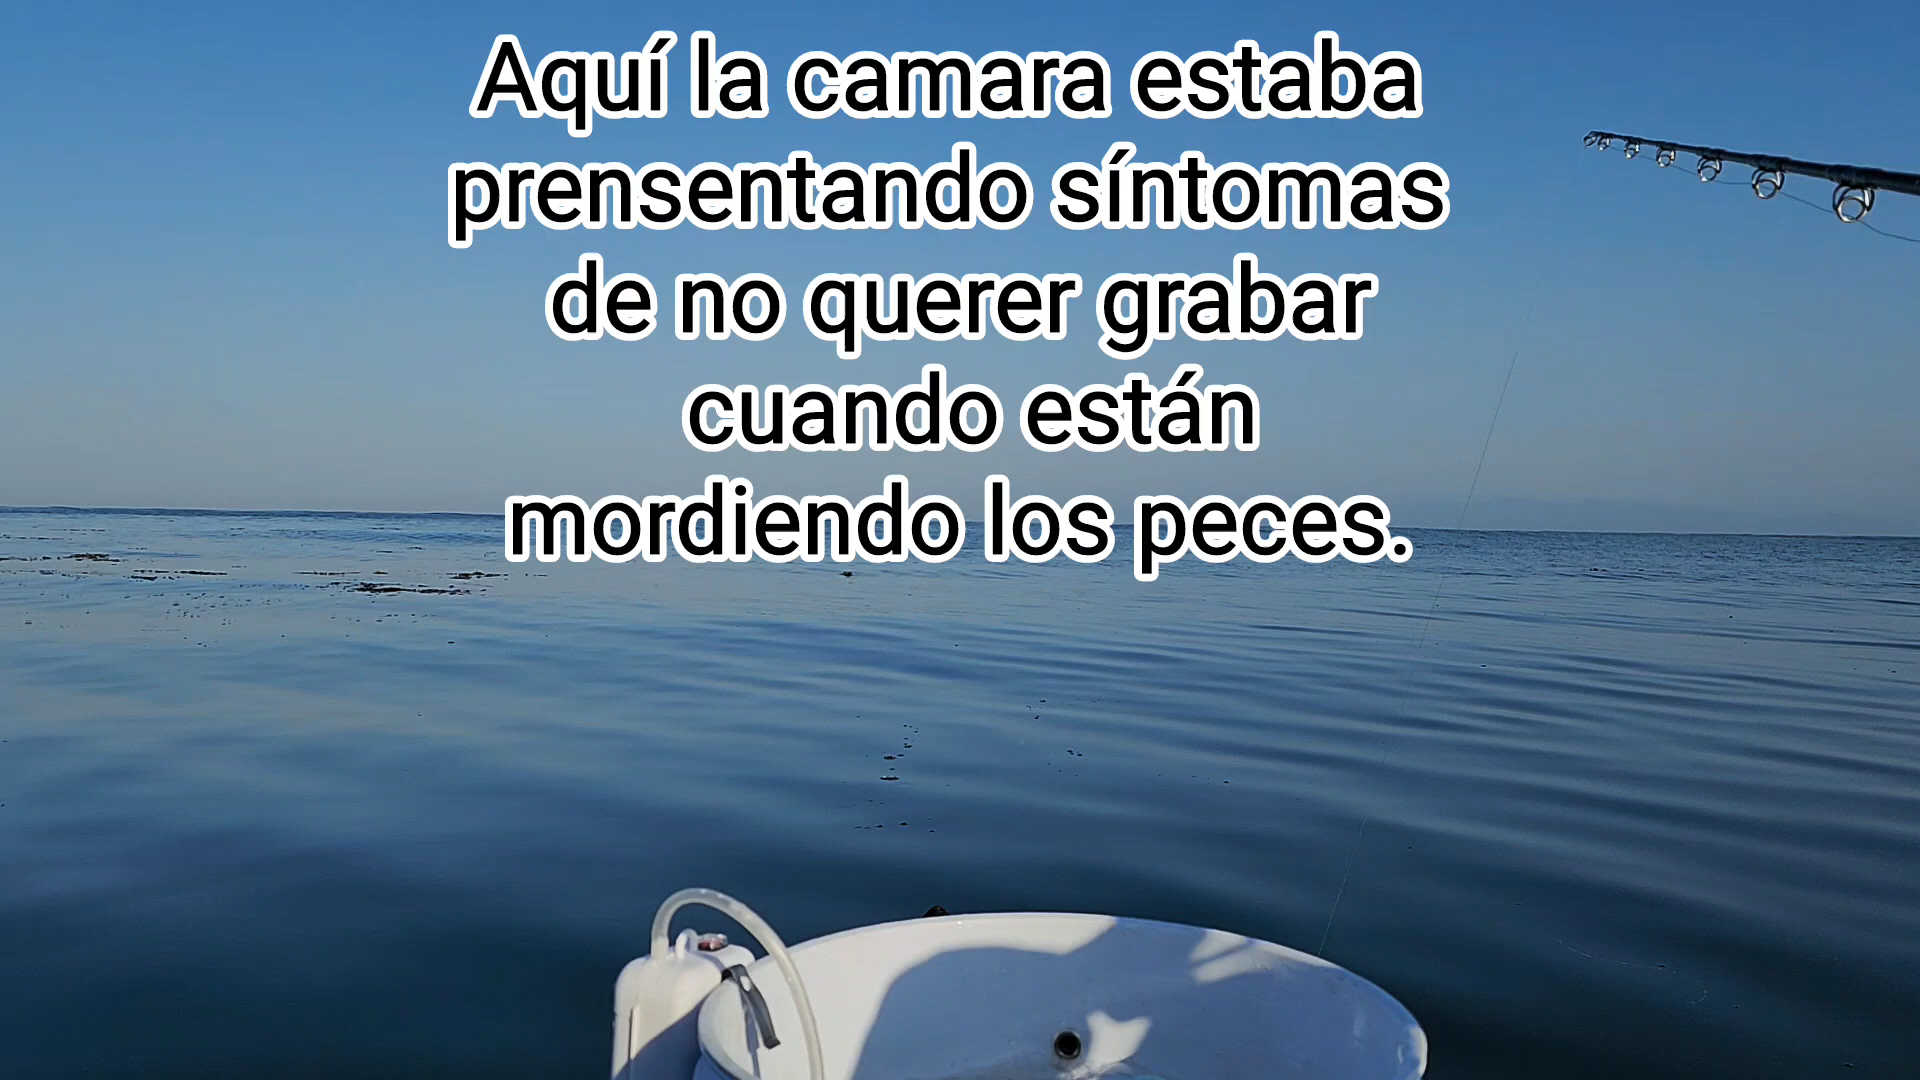 Aquí la camara estaba
prensentando síntomas
de no querer grabar
cuando están
mordiendo los peces.